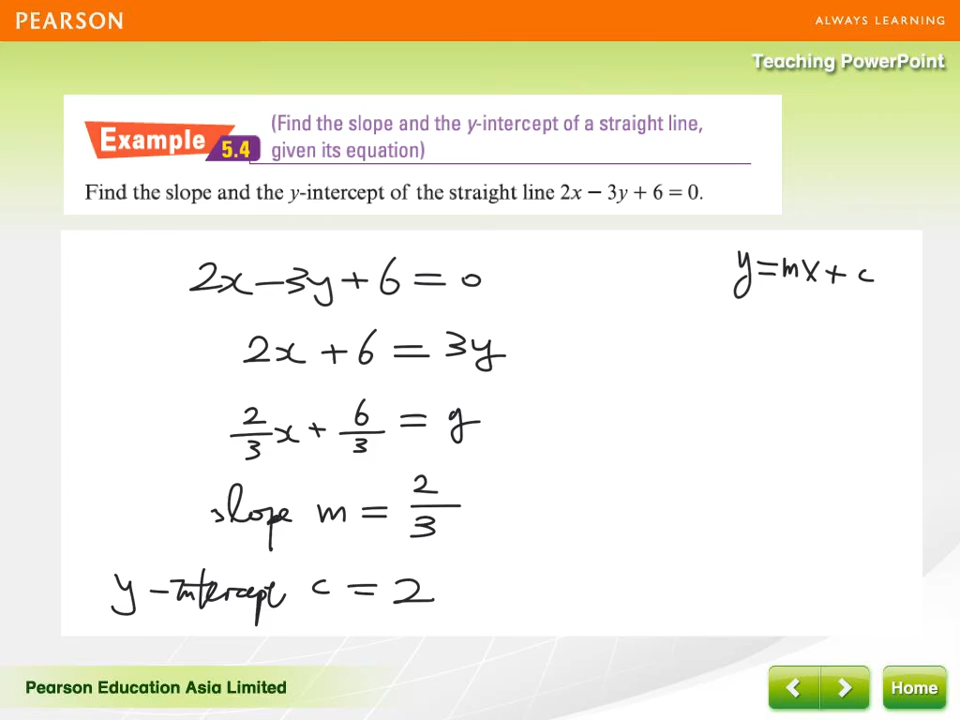 PEARSON
ALWAYS LEARNING
Teaching PowerPoint
Example 5.4
(Find the slope and the y-intercept of a straight line,
given its equation)
Find the slope and the y-intercept of the straight line 2x − 3y + 6 = 0.
2x − 3y + 6 = 0
y = mx + c
2x + 6 = 3y
2/3 x + 6/3 = y
slope m = 2/3
y-intercept c = 2
Pearson Education Asia Limited
Home